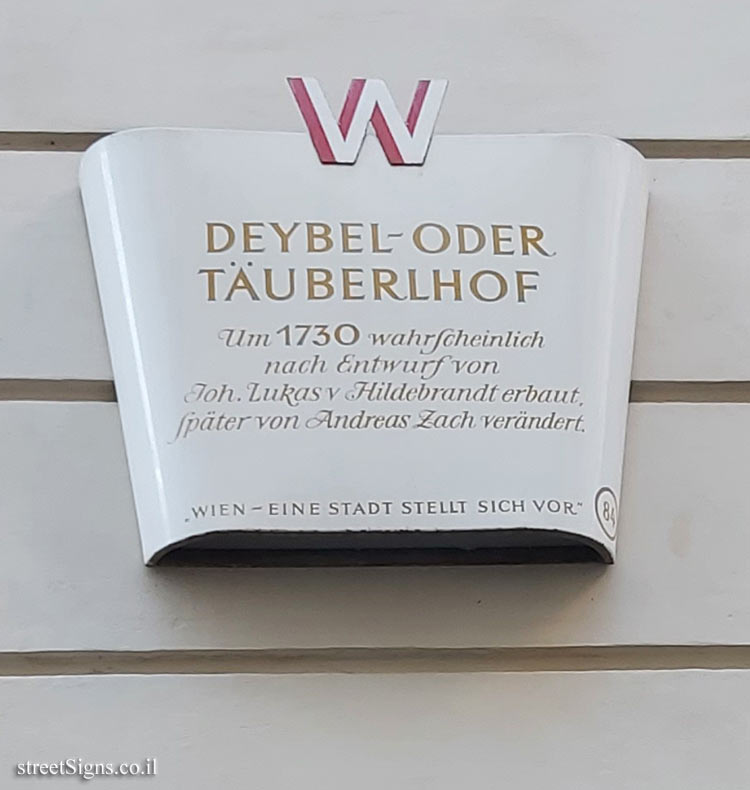 W
DEYBEL- ODER
TÄUBERLHOF
Um 1730 wahrſcheinlich
nach Entwurf von
Joh. Lukas v Hildebrandt erbaut,
ſpäter von Andreas Zach verändert.
„WIEN – EINE STADT STELLT SICH VOR“
84
streetSigns.co.il